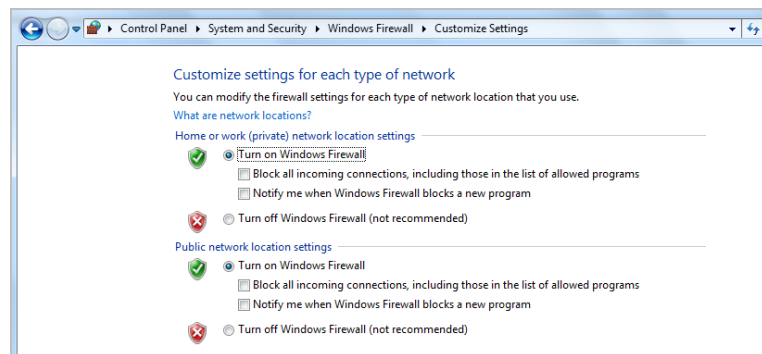 Control Panel ▸ System and Security ▸ Windows Firewall ▸ Customize Settings
Customize settings for each type of network
You can modify the firewall settings for each type of network location that you use.
What are network locations?
Home or work (private) network location settings
Turn on Windows Firewall
Block all incoming connections, including those in the list of allowed programs
Notify me when Windows Firewall blocks a new program
Turn off Windows Firewall (not recommended)
Public network location settings
Turn on Windows Firewall
Block all incoming connections, including those in the list of allowed programs
Notify me when Windows Firewall blocks a new program
Turn off Windows Firewall (not recommended)